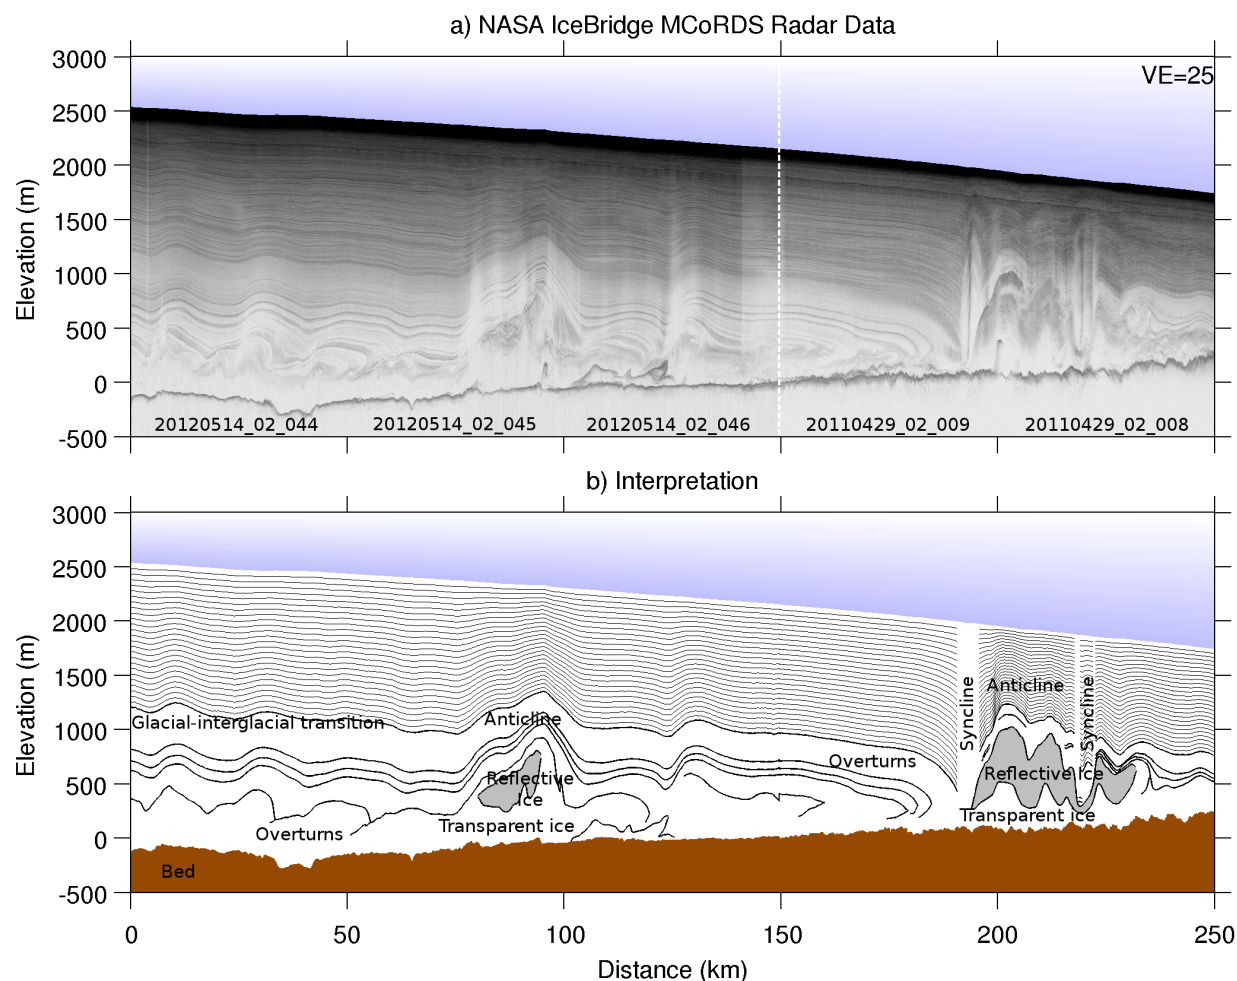 a) NASA IceBridge MCoRDS Radar Data
VE=25
3000
2500
2000
1500
1000
500
0
-500
Elevation (m)
20120514_02_044 20120514_02_045 20120514_02_046 20110429_02_009 20110429_02_008
b) Interpretation
3000
2500
2000
1500
1000
500
0
-500
Elevation (m)
Glacial-interglacial transition
Anticline
Reflective
Ice
Overturns
Transparent ice
Overturns
Syncline
Anticline
Syncline
Reflective ice
Transparent ice
Bed
0 50 100 150 200 250
Distance (km)